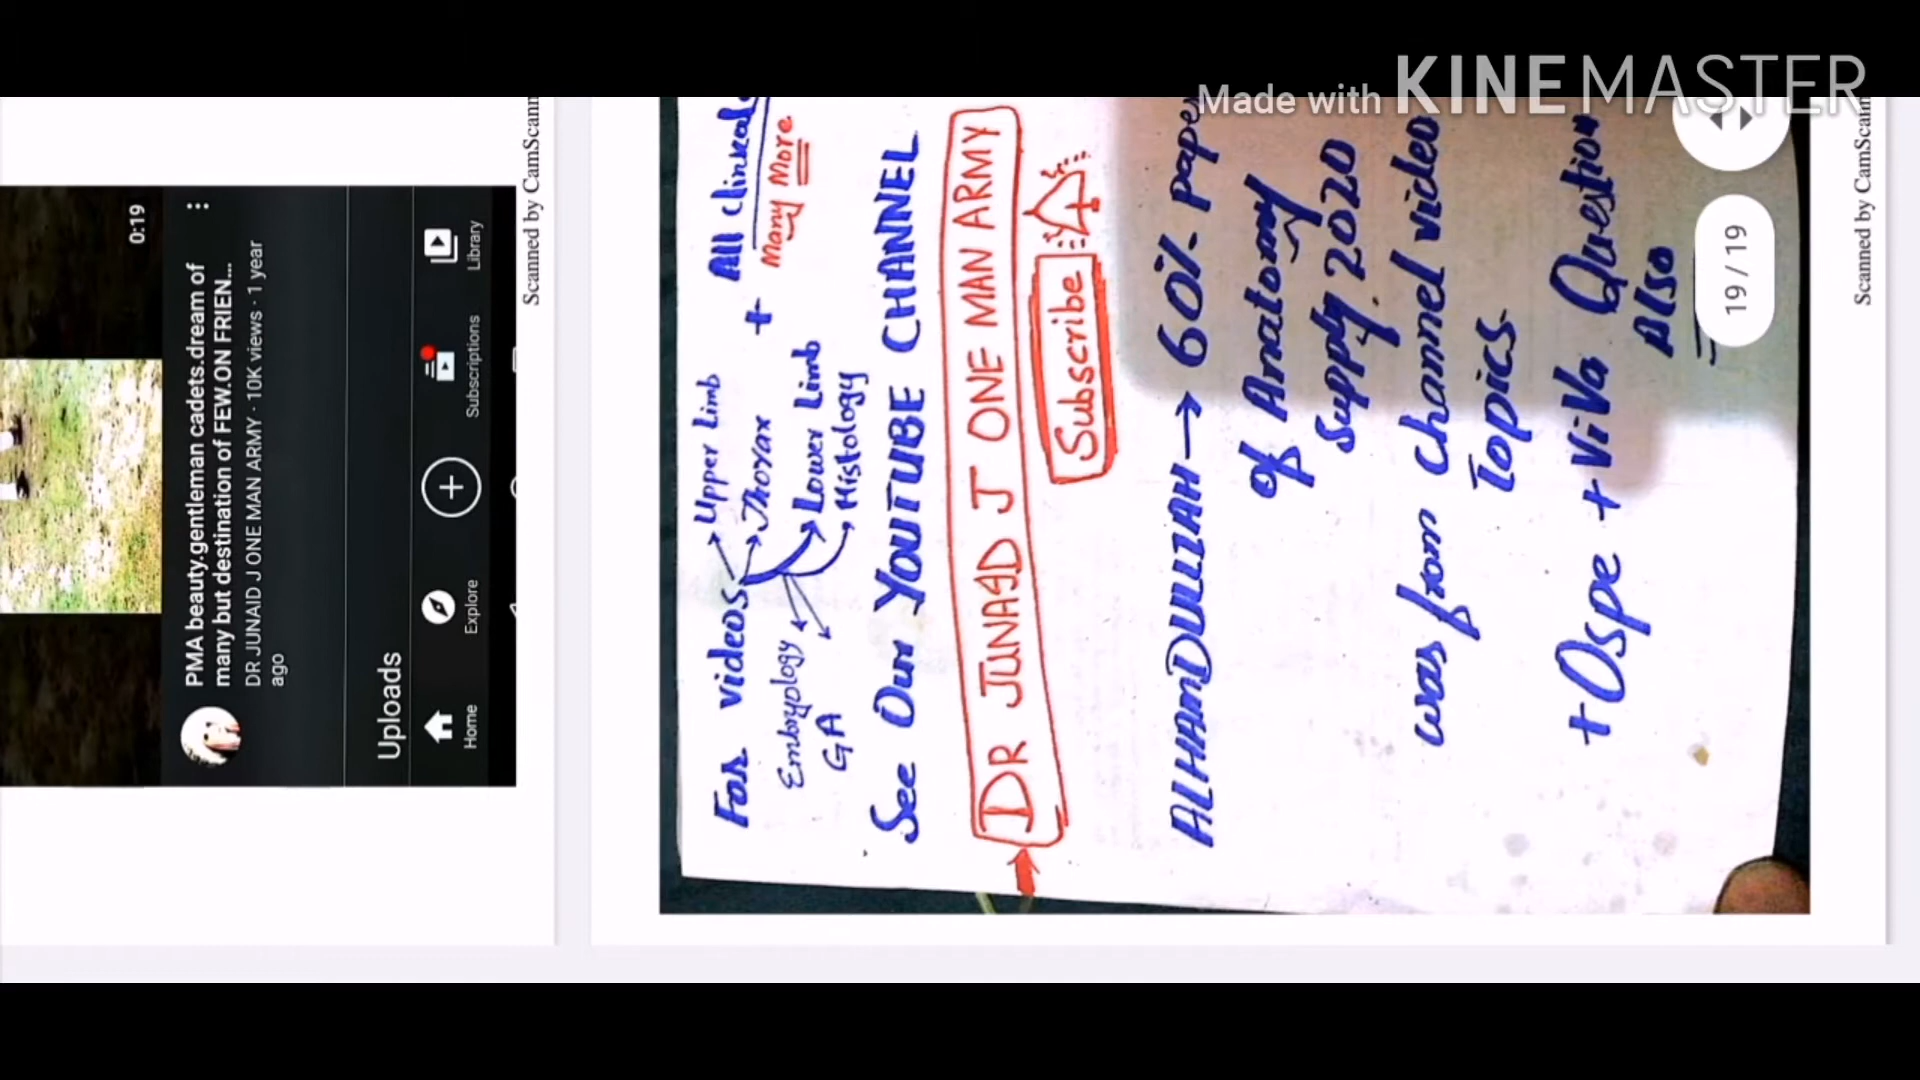 Made with KINEMASTER
0:19
PMA beauty.gentleman cadets.dream of
many but destination of FEW.ON FRIEN...
DR JUNAID J ONE MAN ARMY · 10K views · 1 year
ago
Uploads
Home
Explore
Subscriptions
Library
Scanned by CamScann
For videos
Upper Limb
Thorax
Lower Limb
Histology
Embryology
GA
+ All Clinical
Many More
See Our YOUTUBE CHANNEL
DR JUNAID J ONE MAN ARMY
Subscribe
ALHAMDULILLAH → 60% paper
of Anatomy
Supply 2020
was from channel video
Topics
+ Ospe + ViVa Question
Also
19 / 19
Scanned by CamScann